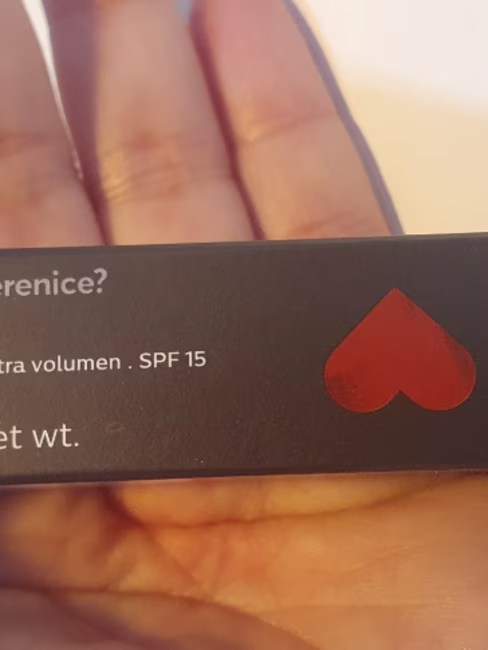 erenice?
tra volumen . SPF 15
et wt.